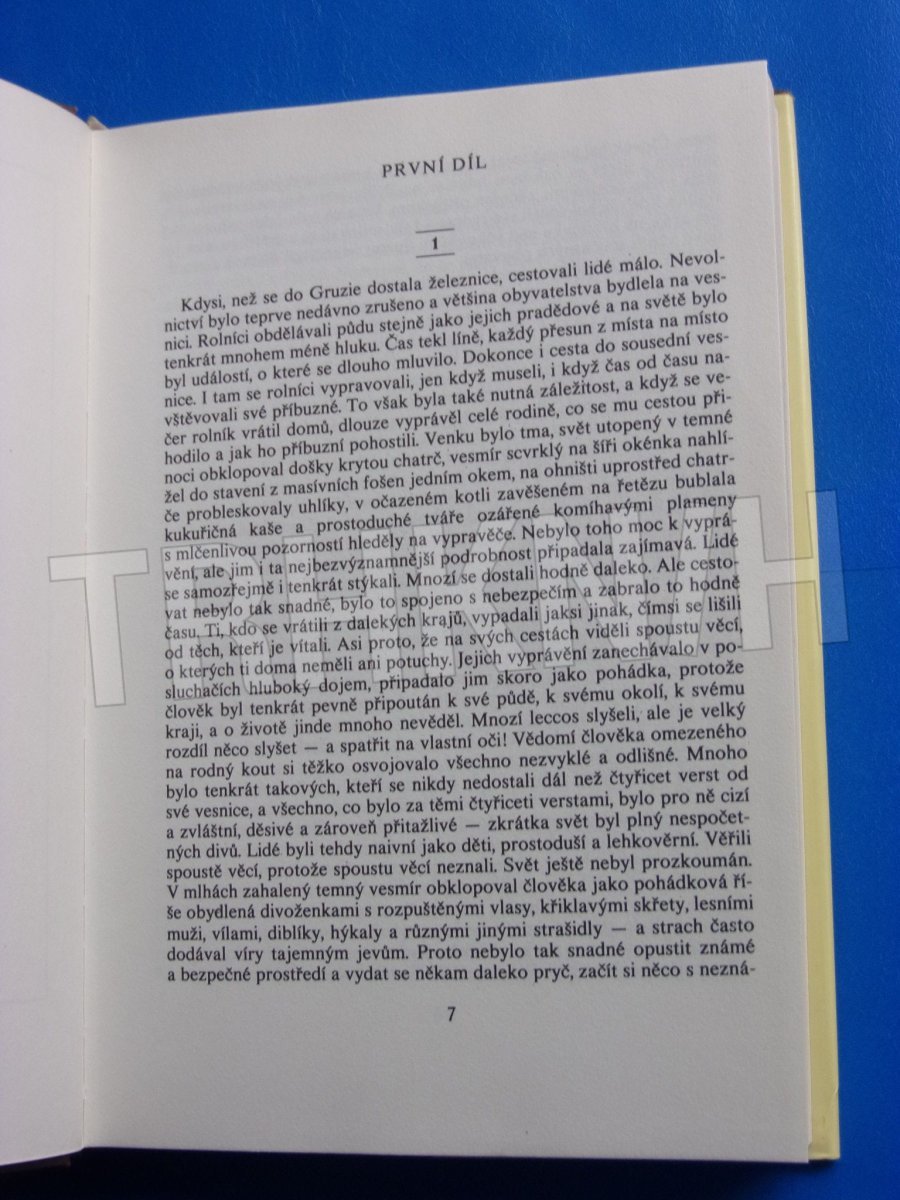 PRVNÍ DÍL
1
Kdysi, než se do Gruzie dostala železnice, cestovali lidé málo. Nevol-
nictví bylo teprve nedávno zrušeno a většina obyvatelstva bydlela na ves-
nici. Rolníci obdělávali půdu stejně jako jejich pradědové a na světě bylo
tenkrát mnohem méně hluku. Čas tekl líně, každý přesun z místa na místo
byl událostí, o které se dlouho mluvilo. Dokonce i cesta do sousední ves-
nice. I tam se rolníci vypravovali, jen když museli, i když čas od času na-
vštěvovali své příbuzné. To však byla také nutná záležitost, a když se ve-
čer rolník vrátil domů, dlouze vyprávěl celé rodině, co se mu cestou při-
hodilo a jak ho příbuzní pohostili. Venku bylo tma, svět utopený v temné
noci obklopoval došky krytou chatrč, vesmír scvrklý na šíři okénka nahlí-
žel do stavení z masívních fošen jedním okem, na ohništi uprostřed chatr-
če probleskovaly uhlíky, v očazeném kotli zavěšeném na řetězu bublala
kukuřičná kaše a prostoduché tváře ozářené komíhavými plameny
s mlčenlivou pozorností hleděly na vypravěče. Nebylo toho moc k vyprá-
vění, ale jim i ta nejbezvýznamnější podrobnost připadala zajímavá. Lidé
se samozřejmě i tenkrát stýkali. Mnozí se dostali hodně daleko. Ale cesto-
vat nebylo tak snadné, bylo to spojeno s nebezpečím a zabralo to hodně
času. Ti, kdo se vrátili z dalekých krajů, vypadali jaksi jinak, čímsi se lišili
od těch, kteří je vítali. Asi proto, že na svých cestách viděli spoustu věcí,
o kterých ti doma neměli ani potuchy. Jejich vyprávění zanechávalo v po-
sluchačích hluboký dojem, připadalo jim skoro jako pohádka, protože
člověk byl tenkrát pevně připoután k své půdě, k svému okolí, k svému
kraji, a o životě jinde mnoho nevěděl. Mnozí leccos slyšeli, ale je velký
rozdíl něco slyšet — a spatřit na vlastní oči! Vědomí člověka omezeného
na rodný kout si těžko osvojovalo všechno nezvyklé a odlišné. Mnoho
bylo tenkrát takových, kteří se nikdy nedostali dál než čtyřicet verst od
své vesnice, a všechno, co bylo za těmi čtyřiceti verstami, bylo pro ně cizí
a zvláštní, děsivé a zároveň přitažlivé — zkrátka svět byl plný nespočet-
ných divů. Lidé byli tehdy naivní jako děti, prostoduší a lehkověrní. Věřili
spoustě věcí, protože spoustu věcí neznali. Svět ještě nebyl prozkoumán.
V mlhách zahalený temný vesmír obklopoval člověka jako pohádková ří-
še obydlená divoženkami s rozpuštěnými vlasy, křiklavými skřety, lesními
muži, vílami, diblíky, hýkaly a různými jinými strašidly — a strach často
dodával víry tajemným jevům. Proto nebylo tak snadné opustit známé
a bezpečné prostředí a vydat se někam daleko pryč, začít si něco s nezná-
7